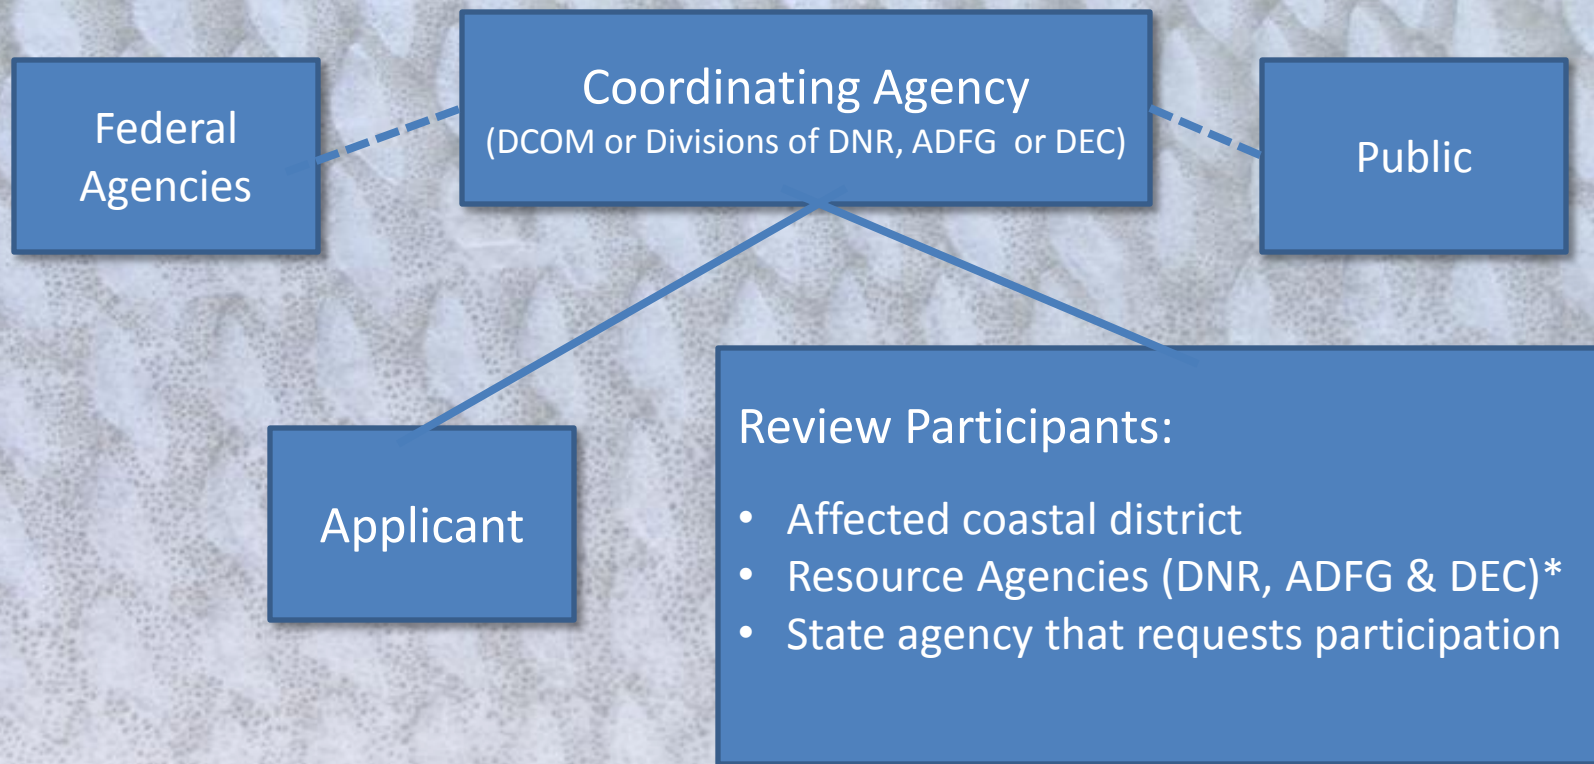 Coordinating Agency
(DCOM or Divisions of DNR, ADFG or DEC)
Federal
Agencies
Public
Applicant
Review Participants:
• Affected coastal district
• Resource Agencies (DNR, ADFG & DEC)*
• State agency that requests participation